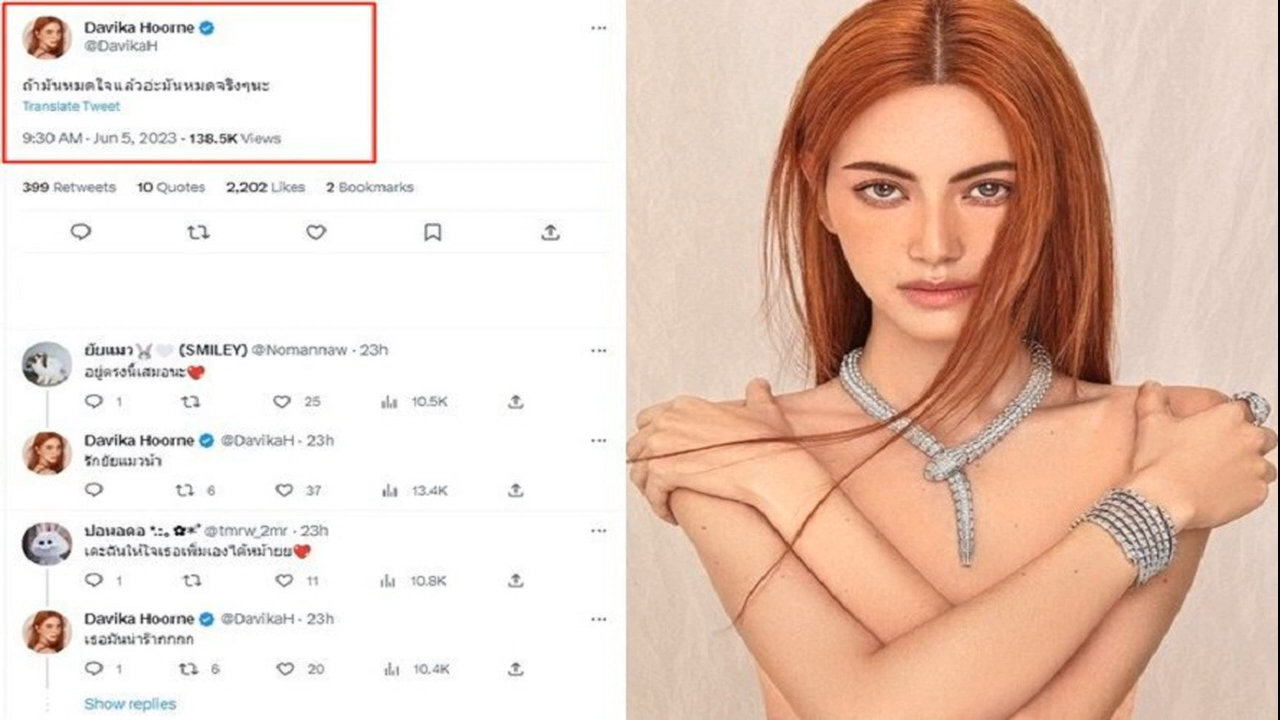 Davika Hoorne
@DavikaH
ถ้ามันหมดใจแล้วอ่ะมันหมดจริงๆนะ
Translate Tweet
9:30 AM - Jun 5, 2023 - 138.5K Views
399 Retweets 10 Quotes 2,202 Likes 2 Bookmarks
ยัยแมว (SMILEY) @Nomannaw · 23h
อยู่ตรงนี้เสมอนะ❤️
1 25 10.5K
Davika Hoorne @DavikaH · 23h
รักยัยแมวน้า
6 37 13.4K
ปอหอดอ @tmrw_2mr · 23h
เดะฉันให้ใจเธอเพิ่มเองได้หม้ายย❤️
1 11 10.8K
Davika Hoorne @DavikaH · 23h
เธอมันน่าร๊ากกกก
1 6 20 10.4K
Show replies